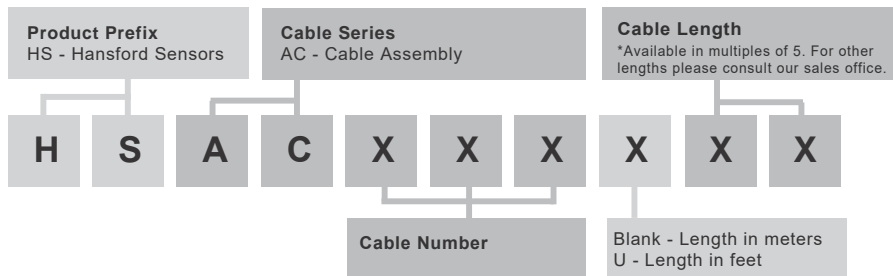 Product Prefix
HS - Hansford Sensors
Cable Series
AC - Cable Assembly
Cable Length
*Available in multiples of 5. For other
lengths please consult our sales office.
H S A C X X X X X X
Cable Number
Blank - Length in meters
U - Length in feet